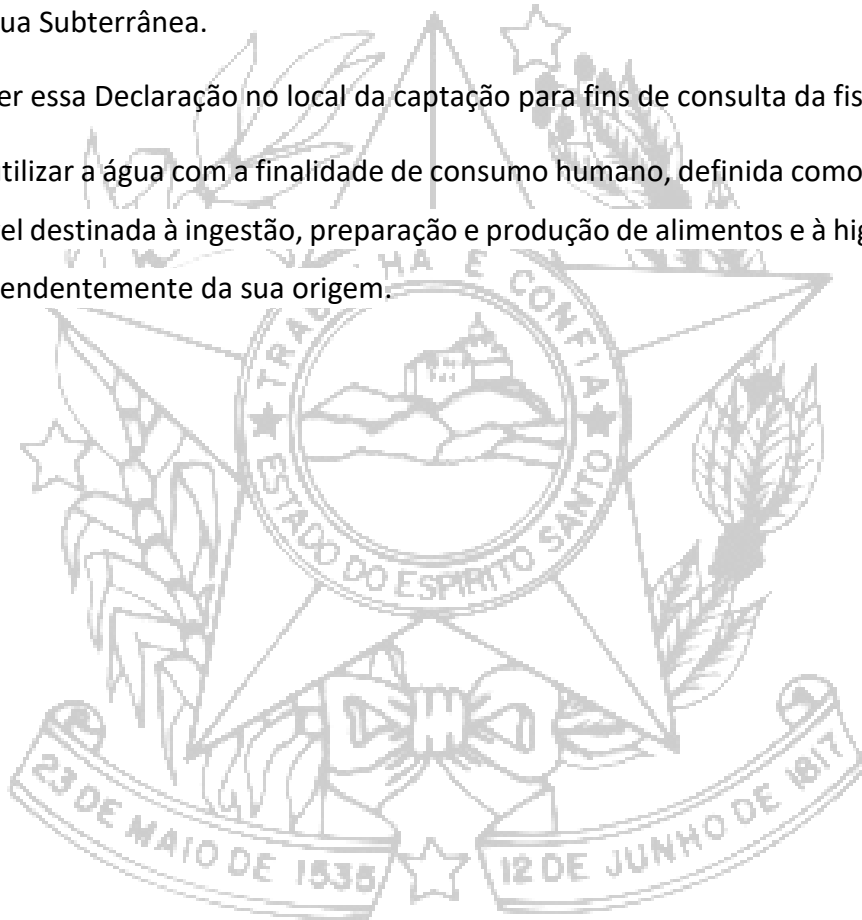 ua Subterrânea.
er essa Declaração no local da captação para fins de consulta da fis
utilizar a água com a finalidade de consumo humano, definida como
el destinada à ingestão, preparação e produção de alimentos e à hig
endentemente da sua origem.
TRABALHA E CONFIA
ESTADO DO ESPIRITO SANTO
23 DE MAIO DE 1535
12 DE JUNHO DE 1817